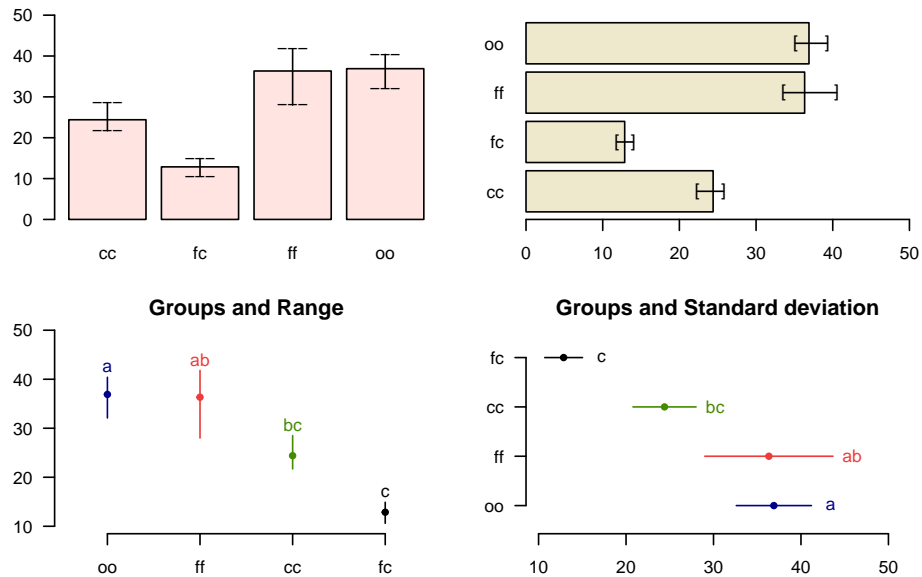 50
40
30
20
10
0
cc fc ff oo
oo
ff
fc
cc
0 10 20 30 40 50
Groups and Range
50
40
30
20
10
a
ab
bc
c
oo ff cc fc
Groups and Standard deviation
fc
cc
ff
oo
c
bc
ab
a
10 20 30 40 50